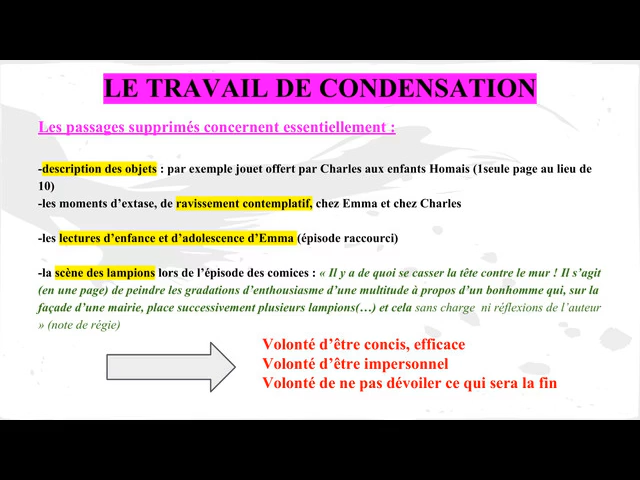 LE TRAVAIL DE CONDENSATION
Les passages supprimés concernent essentiellement :
-description des objets : par exemple jouet offert par Charles aux enfants Homais (1seule page au lieu de
10)
-les moments d’extase, de ravissement contemplatif, chez Emma et chez Charles
-les lectures d’enfance et d’adolescence d’Emma (épisode raccourci)
-la scène des lampions lors de l’épisode des comices : « Il y a de quoi se casser la tête contre le mur ! Il s’agit
(en une page) de peindre les gradations d’enthousiasme d’une multitude à propos d’un bonhomme qui, sur la
façade d’une mairie, place successivement plusieurs lampions(…) et cela sans charge ni réflexions de l’auteur
» (note de régie)
Volonté d’être concis, efficace
Volonté d’être impersonnel
Volonté de ne pas dévoiler ce qui sera la fin